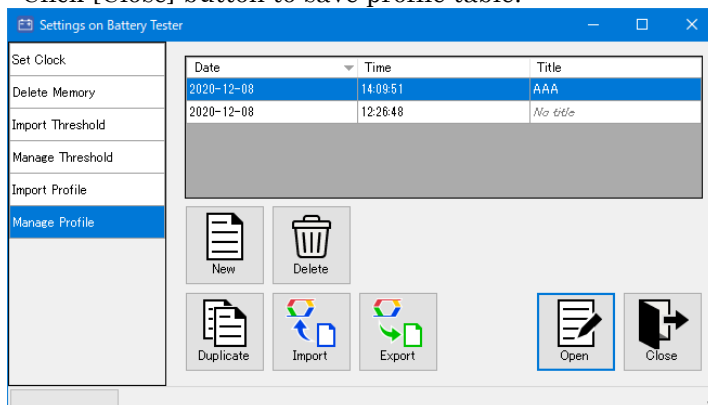 Click [Close] button to save profile table.
Settings on Battery Tester
Set Clock
Delete Memory
Import Threshold
Manage Threshold
Import Profile
Manage Profile
Date Time Title
2020-12-08 14:09:51 AAA
2020-12-08 12:26:48 No title
New Delete
Duplicate Import Export Open Close